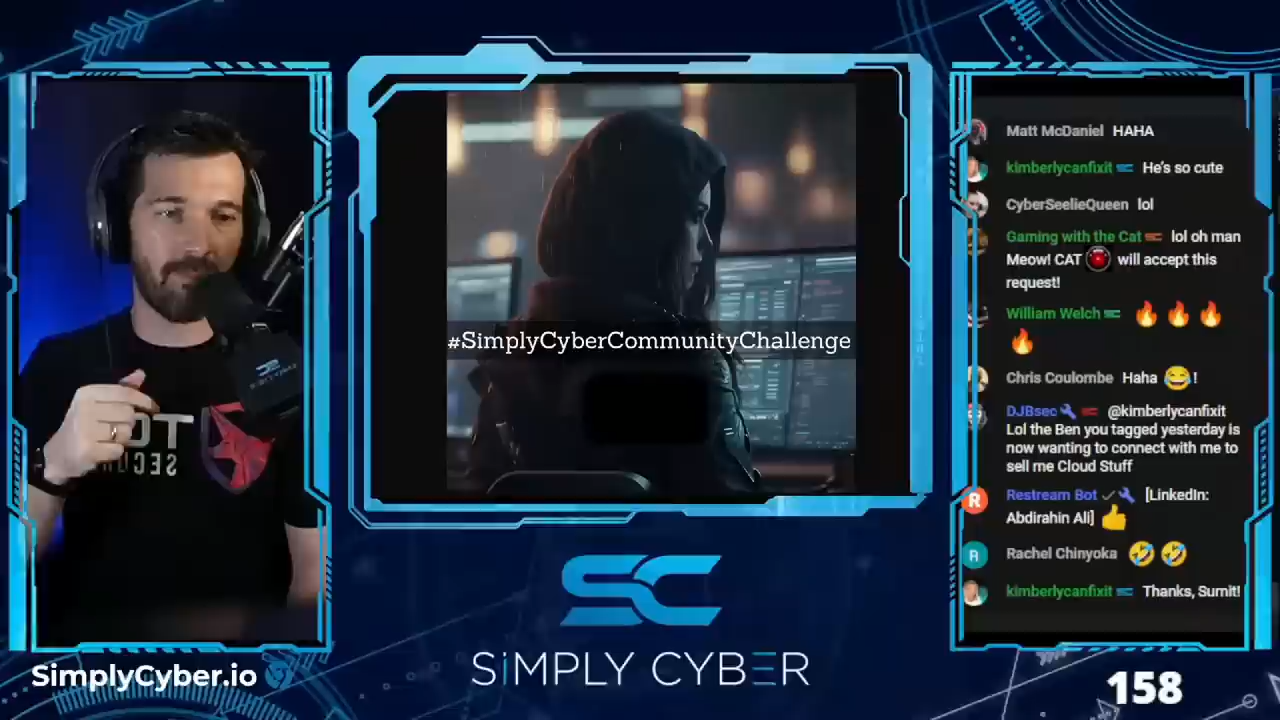 #SimplyCyberCommunityChallenge
SC
SiMPLY CYBER
SimplyCyber.io
Matt McDaniel HAHA
kimberlycanfixit He's so cute
CyberSeelieQueen lol
Gaming with the Cat lol oh man
Meow! CAT will accept this
request!
William Welch 🔥 🔥 🔥
🔥
Chris Coulombe Haha 😂 !
DJBsec🔧 @kimberlycanfixit
Lol the Ben you tagged yesterday is
now wanting to connect with me to
sell me Cloud Stuff
R Restream Bot ✓🔧 [LinkedIn:
Abdirahin Ali] 👍
R Rachel Chinyoka 🤣 🤣
kimberlycanfixit Thanks, Sumit!
158